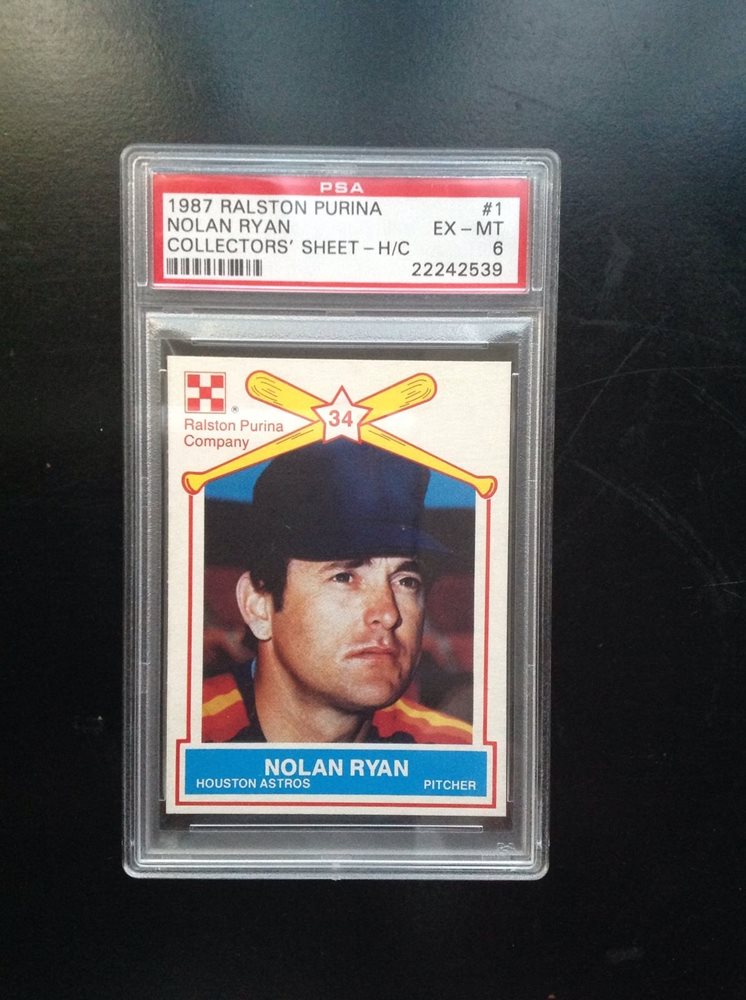 PSA
1987 RALSTON PURINA #1
NOLAN RYAN EX - MT
COLLECTORS' SHEET - H/C 6
22242539
34
®
Ralston Purina
Company
NOLAN RYAN
HOUSTON ASTROS PITCHER